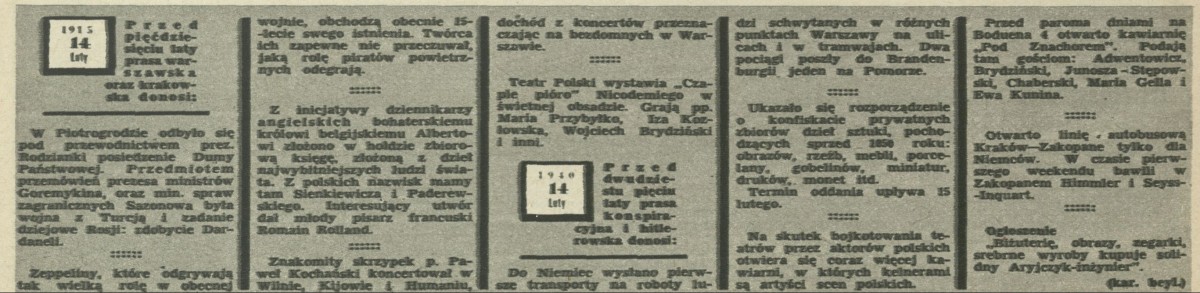 1915
14
Luty
Przed
pięćdzie-
sięciu laty
prasa war-
szawska
oraz krakow-
ska donosi:
W Piotrogrodzie odbyło się
pod przewodnictwem prez.
Rodzianki posiedzenie Dumy
Państwowej. Przedmiotem
przemówień prezesa ministrów
Goremykina, oraz min. spraw
zagranicznych Sazonowa była
wojna z Turcją i zadanie
dziejowe Rosji: zdobycie Dar-
daneli.
Zeppeliny, które odgrywają
tak wielką rolę w obecnej
wojnie, obchodzą obecnie 15-
-lecie swego istnienia. Twórca
ich zapewne nie przeczuwał,
jaką rolę piratów powietrz-
nych odegrają.
Z inicjatywy dziennikarzy
angielskich bohaterskiemu
królowi belgijskiemu Alberto-
wi złożono w hołdzie zbioro-
wą księgę, złożoną z dzieł
najwybitniejszych ludzi świa-
ta. Z polskich nazwisk mamy
tam Sienkiewicza i Paderew-
skiego. Interesujący utwór
dał młody pisarz francuski
Romain Rolland.
Znakomity skrzypek p. Pa-
weł Kochański koncertował w
Wilnie, Kijowie i Humaniu,
dochód z koncertów przezna-
czając na bezdomnych w War-
szawie.
Teatr Polski wystawia „Cza-
ple pióro" Nicodemiego w
świetnej obsadzie. Grają pp.
Maria Przybyłko, Iza Koz-
łowska, Wojciech Brydziński
i inni.
1940
14
Luty
Przed
dwudzie-
stu pięciu
laty prasa
konspira-
cyjna i hitle-
rowska donosi:
Do Niemiec wysłano pierw-
sze transporty na roboty lu-
dzi schwytanych w różnych
punktach Warszawy na uli-
cach i w tramwajach. Dwa
pociągi poszły do Branden-
burgii jeden na Pomorze.
Ukazało się rozporządzenie
o konfiskacie prywatnych
zbiorów dzieł sztuki, pocho-
dzących sprzed 1850 roku:
obrazów, rzeźb, mebli, porce-
lany, gobelinów, miniatur,
druków, monet itd.
Termin oddania upływa 15
lutego.
Na skutek bojkotowania te-
atrów przez aktorów polskich
otwiera się coraz więcej ka-
wiarni, w których kelnerami
są artyści scen polskich.
Przed paroma dniami na
Boduena 4 otwarto kawiarnię
„Pod Znachorem". Podają
tam gościom: Adwentowicz,
Brydziński, Junosza-Stępow-
ski, Chaberski, Maria Gella i
Ewa Kunina.
Otwarto linię autobusową
Kraków—Zakopane tylko dla
Niemców. W czasie pierw-
szego weekendu bawili w
Zakopanem Himmler i Seyss-
-Inquart.
Ogłoszenie
„Biżuterię, obrazy, zegarki,
srebrne wyroby kupuje soli-
dny Aryjczyk-inżynier".
(kar. beyl.)